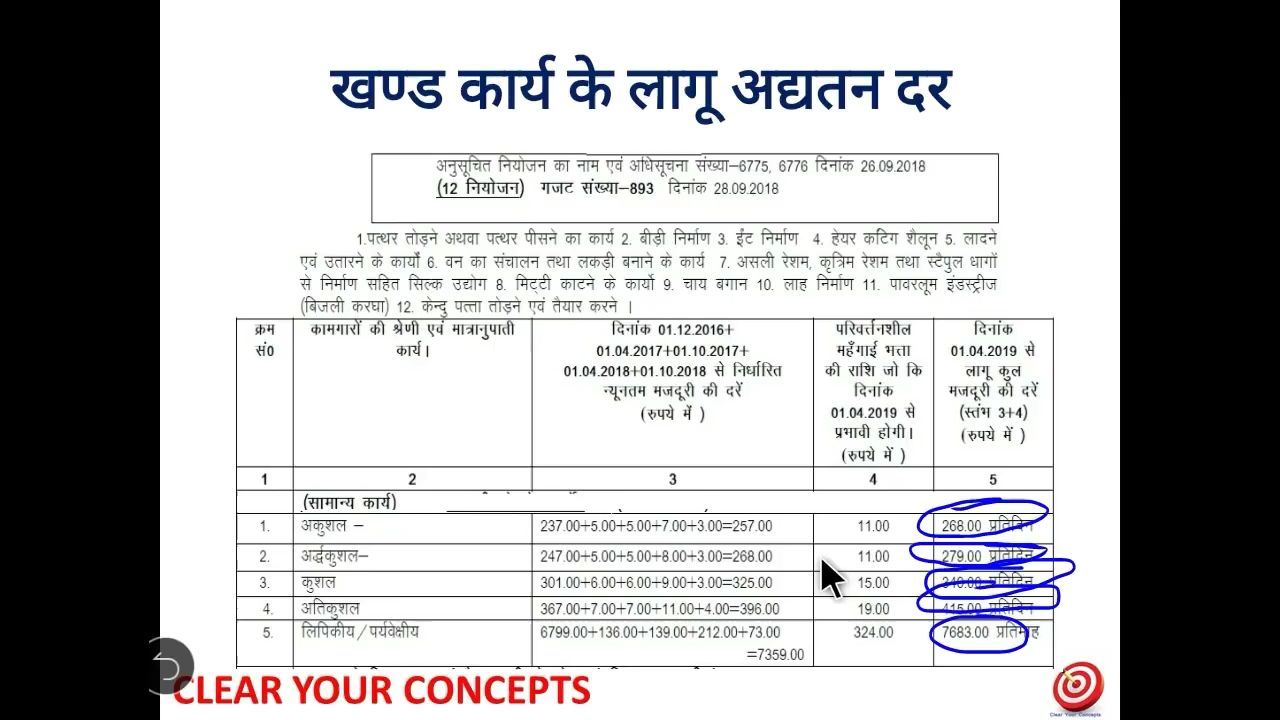 खण्ड कार्य के लागू अद्यतन दर
अनुसूचित नियोजन का नाम एवं अधिसूचना संख्या–6775, 6776 दिनांक 26.09.2018
(12 नियोजन) गजट संख्या–893 दिनांक 28.09.2018
1.पत्थर तोड़ने अथवा पत्थर पीसने का कार्य 2. बीड़ी निर्माण 3. ईंट निर्माण 4. हेयर कटिंग शैलून 5. लादने
एवं उतारने के कार्यों 6. वन का संचालन तथा लकड़ी बनाने के कार्य 7. असली रेशम, कृत्रिम रेशम तथा स्टैपुल धागों
से निर्माण सहित सिल्क उद्योग 8. मिट्टी काटने के कार्यो 9. चाय बगान 10. लाह निर्माण 11. पावरलूम इंडस्ट्रीज
(बिजली करघा) 12. केन्दु पत्त्ता तोड़ने एवं तैयार करने ।
क्रम सं0
कामगारों की श्रेणी एवं मात्रानुपाती
कार्य।
दिनांक 01.12.2016+
01.04.2017+01.10.2017+
01.04.2018+01.10.2018 से निर्धारित
न्यूनतम मजदूरी की दरें
(रुपये में )
परिवर्त्तनशील
महँगाई भत्ता
की राशि जो कि
दिनांक
01.04.2019 से
प्रभावी होगी।
(रुपये में )
दिनांक
01.04.2019 से
लागू कुल
मजदूरी की दरें
(स्तंभ 3+4)
(रुपये में )
1 2 3 4 5
(सामान्य कार्य)
1. अकुशल – 237.00+5.00+5.00+7.00+3.00=257.00 11.00 268.00 प्रतिदिन
2. अर्द्धकुशल– 247.00+5.00+5.00+8.00+3.00=268.00 11.00 279.00 प्रतिदिन
3. कुशल 301.00+6.00+6.00+9.00+3.00=325.00 15.00 340.00 प्रतिदिन
4. अतिकुशल 367.00+7.00+7.00+11.00+4.00=396.00 19.00 415.00 प्रतिदिन
5. लिपिकीय/पर्यवेक्षीय 6799.00+136.00+139.00+212.00+73.00 324.00 7683.00 प्रतिमाह
=7359.00
CLEAR YOUR CONCEPTS
Clear Your Concepts